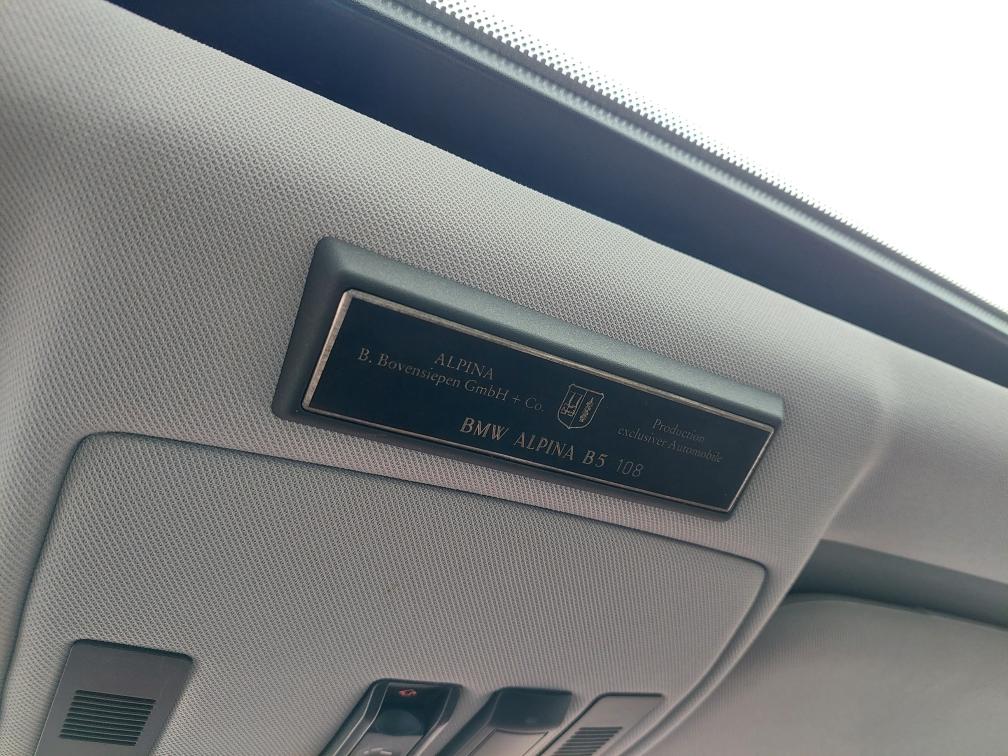 ALPINA
B. Bovensiepen GmbH + Co.
Production
exclusiver Automobile
BMW ALPINA B5 108